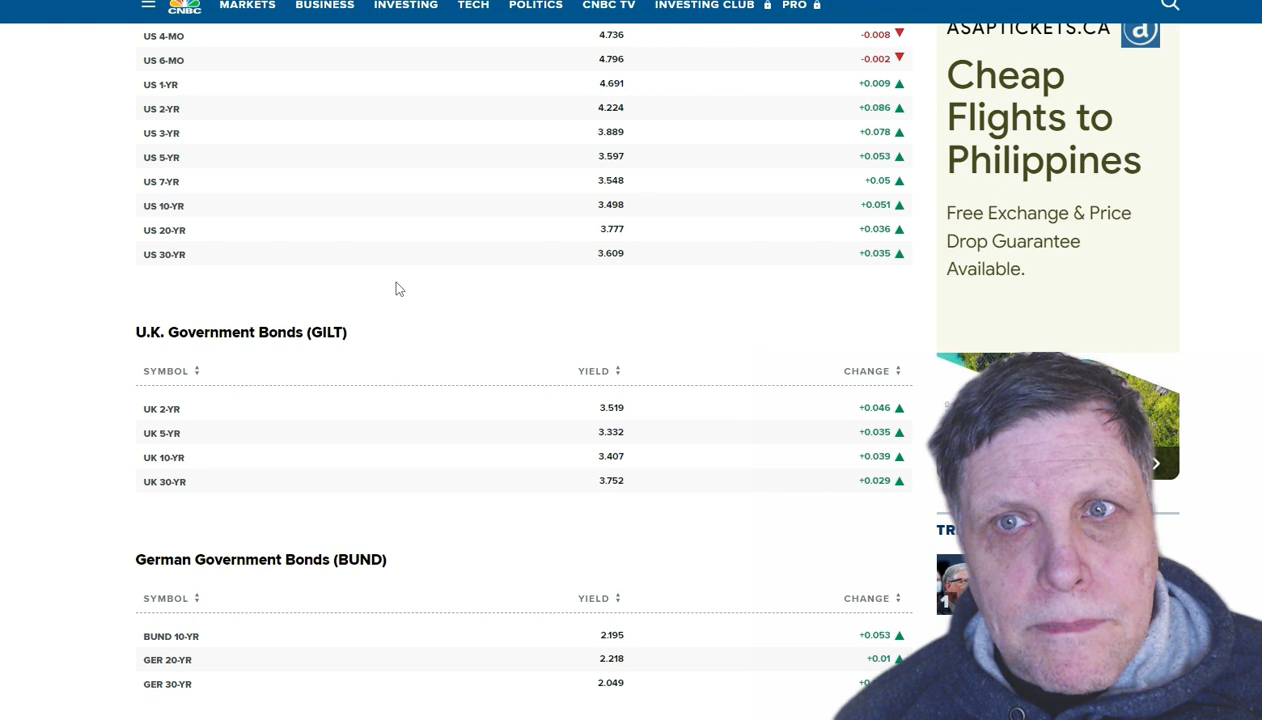 MARKETS BUSINESS INVESTING TECH POLITICS CNBC TV INVESTING CLUB PRO
CNBC
US 4-MO 4.736 -0.008
US 6-MO 4.796 -0.002
US 1-YR 4.691 +0.009
US 2-YR 4.224 +0.086
US 3-YR 3.889 +0.078
US 5-YR 3.597 +0.053
US 7-YR 3.548 +0.05
US 10-YR 3.498 +0.051
US 20-YR 3.777 +0.036
US 30-YR 3.609 +0.035
U.K. Government Bonds (GILT)
SYMBOL YIELD CHANGE
UK 2-YR 3.519 +0.046
UK 5-YR 3.332 +0.035
UK 10-YR 3.407 +0.039
UK 30-YR 3.752 +0.029
German Government Bonds (BUND)
SYMBOL YIELD CHANGE
BUND 10-YR 2.195 +0.053
GER 20-YR 2.218 +0.01
GER 30-YR 2.049
ASAPTICKETS.CA
a
Cheap
Flights to
Philippines
Free Exchange & Price
Drop Guarantee
Available.
TR
1